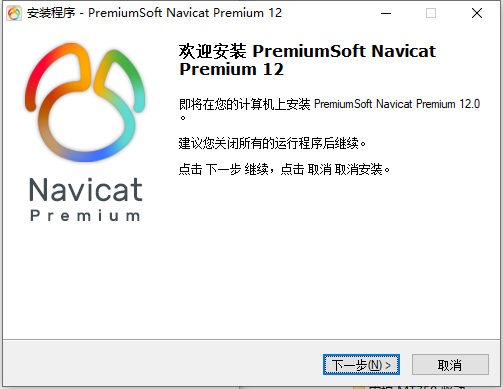 安装程序 - PremiumSoft Navicat Premium 12
欢迎安装 PremiumSoft Navicat
Premium 12
即将在您的计算机上安装 PremiumSoft Navicat Premium 12.0
。
建议您关闭所有的运行程序后继续。
点击 下一步 继续，点击 取消 取消安装。
Navicat
Premium
下一步(N) >
取消